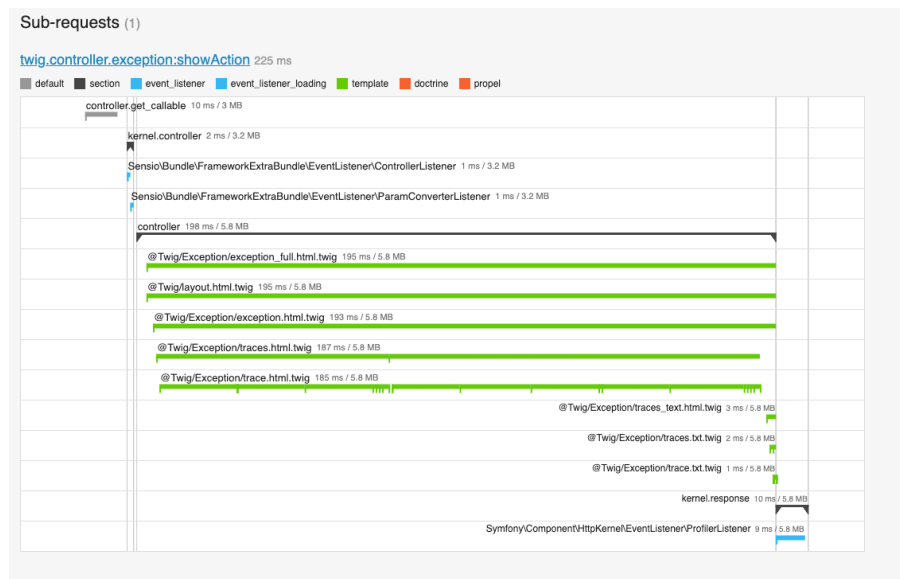 Sub-requests (1)
twig.controller.exception:showAction 225 ms
default section event_listener event_listener_loading template doctrine propel
controller.get_callable 10 ms / 3 MB
kernel.controller 2 ms / 3.2 MB
Sensio\Bundle\FrameworkExtraBundle\EventListener\ControllerListener 1 ms / 3.2 MB
Sensio\Bundle\FrameworkExtraBundle\EventListener\ParamConverterListener 1 ms / 3.2 MB
controller 198 ms / 5.8 MB
@Twig/Exception/exception_full.html.twig 195 ms / 5.8 MB
@Twig/layout.html.twig 195 ms / 5.8 MB
@Twig/Exception/exception.html.twig 193 ms / 5.8 MB
@Twig/Exception/traces.html.twig 187 ms / 5.8 MB
@Twig/Exception/trace.html.twig 185 ms / 5.8 MB
@Twig/Exception/traces_text.html.twig 3 ms / 5.8 MB
@Twig/Exception/traces.txt.twig 2 ms / 5.8 MB
@Twig/Exception/trace.txt.twig 1 ms / 5.8 MB
kernel.response 10 ms / 5.8 MB
Symfony\Component\HttpKernel\EventListener\ProfilerListener 9 ms / 5.8 MB